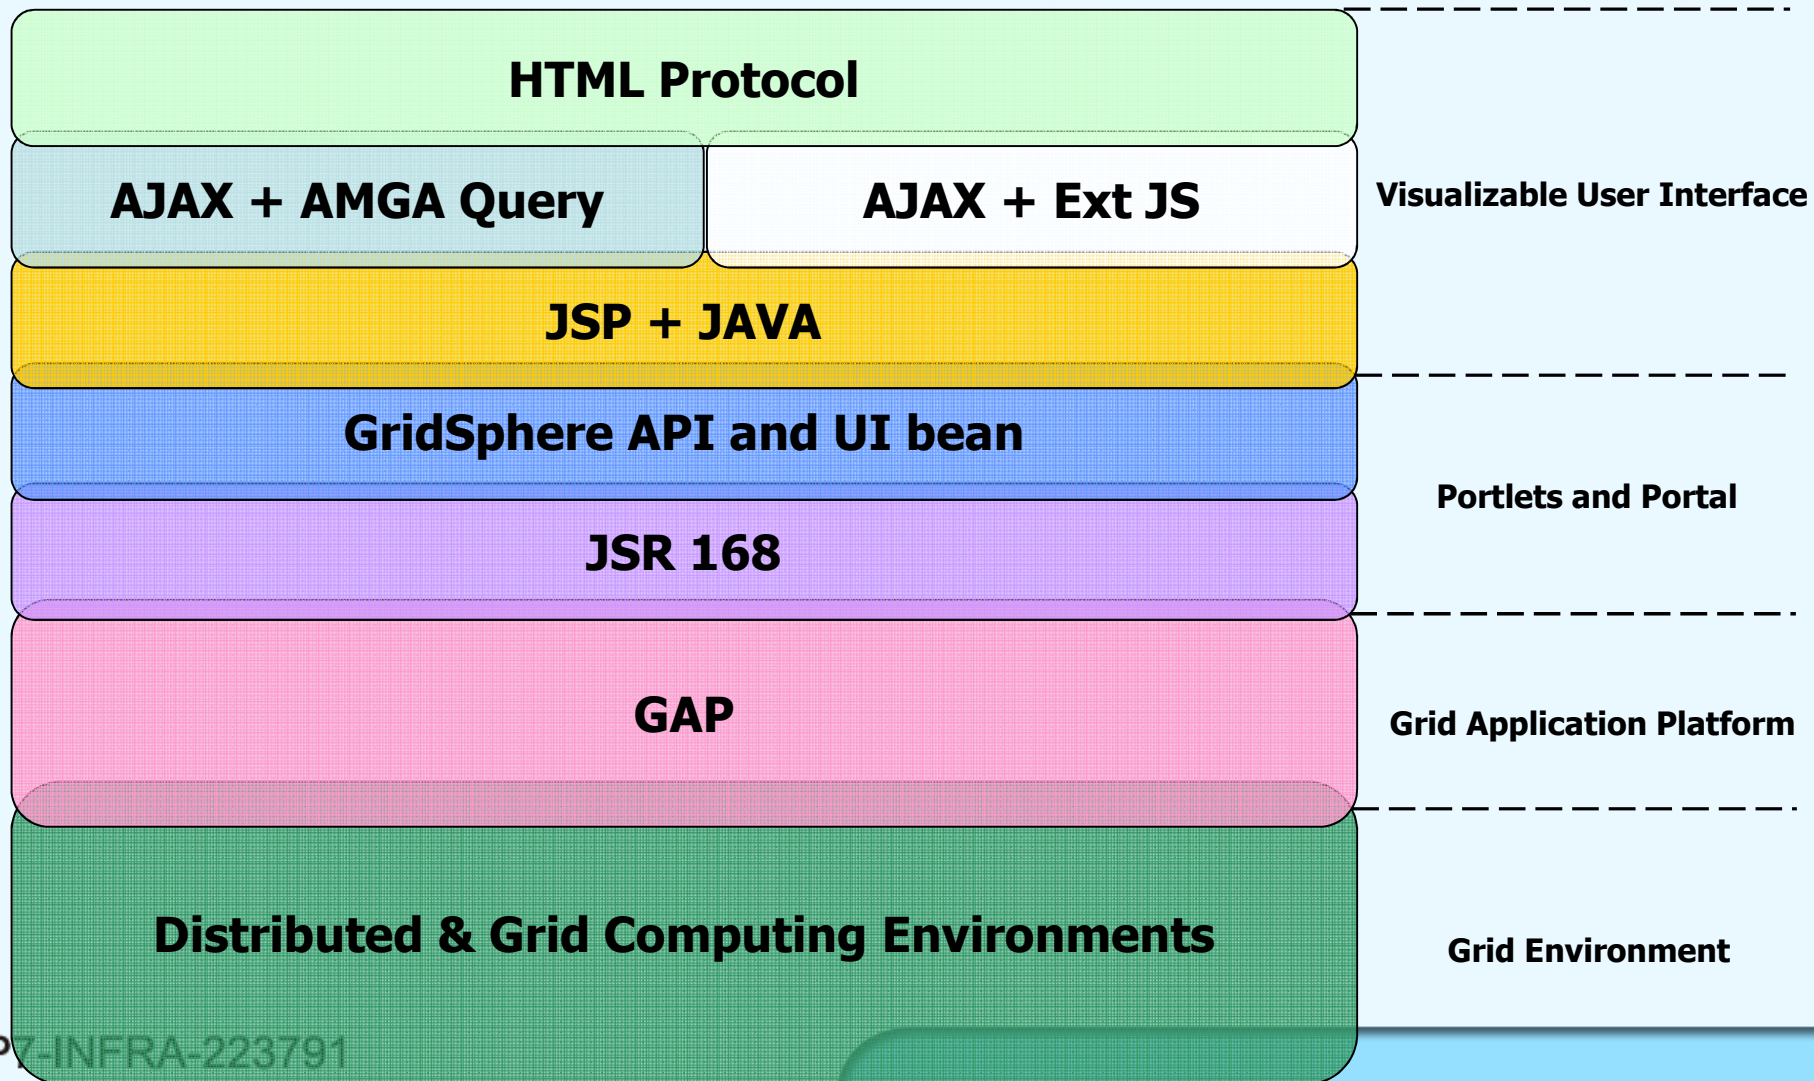 HTML Protocol
AJAX + AMGA Query
AJAX + Ext JS
Visualizable User Interface
JSP + JAVA
GridSphere API and UI bean
Portlets and Portal
JSR 168
GAP
Grid Application Platform
Distributed & Grid Computing Environments
Grid Environment
P7-INFRA-223791